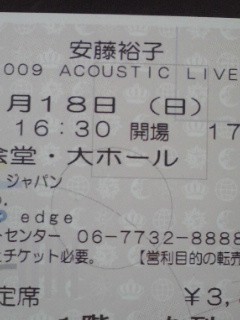 安藤裕子
009 ACOUSTIC LIVE
月18日 (日)
16:30 開場 17
会堂・大ホール
ジャパン
edge
ーセンター 06-7732-8888
チケット必要。 【営利目的の転売
定席 ¥3,